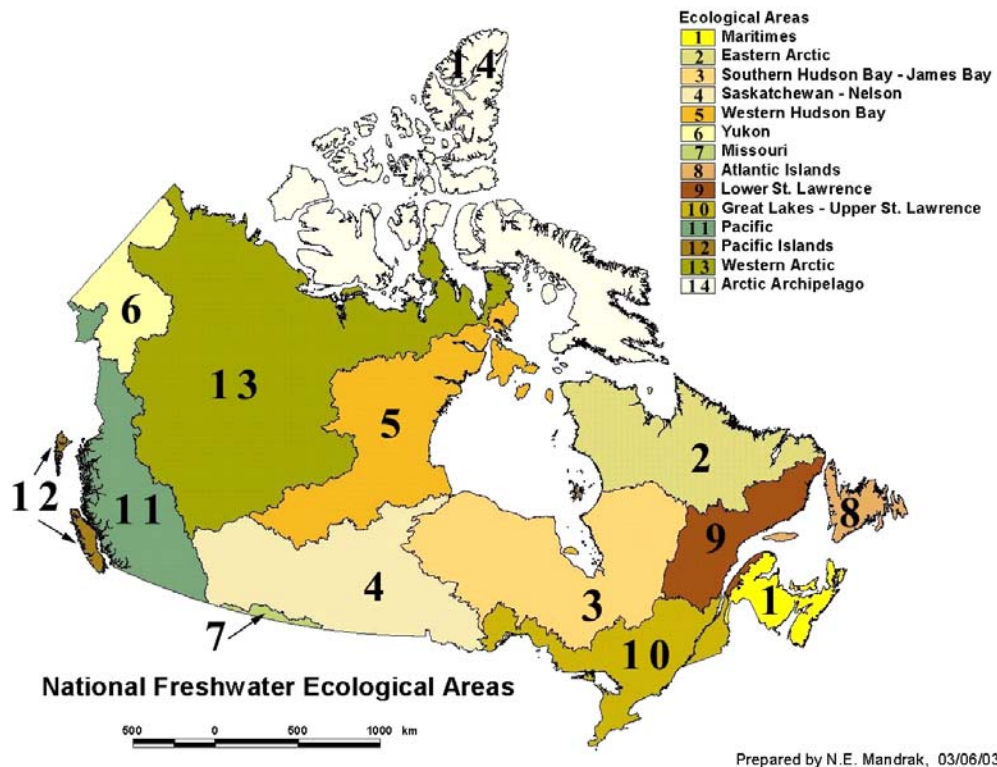 Ecological Areas
1 Maritimes
2 Eastern Arctic
3 Southern Hudson Bay - James Bay
4 Saskatchewan - Nelson
5 Western Hudson Bay
6 Yukon
7 Missouri
8 Atlantic Islands
9 Lower St. Lawrence
10 Great Lakes - Upper St. Lawrence
11 Pacific
12 Pacific Islands
13 Western Arctic
14 Arctic Archipelago
14
6
13
5
2
12
11
8
9
4
3
1
7
10
National Freshwater Ecological Areas
500 0 500 1000 km
Prepared by N.E. Mandrak, 03/06/03